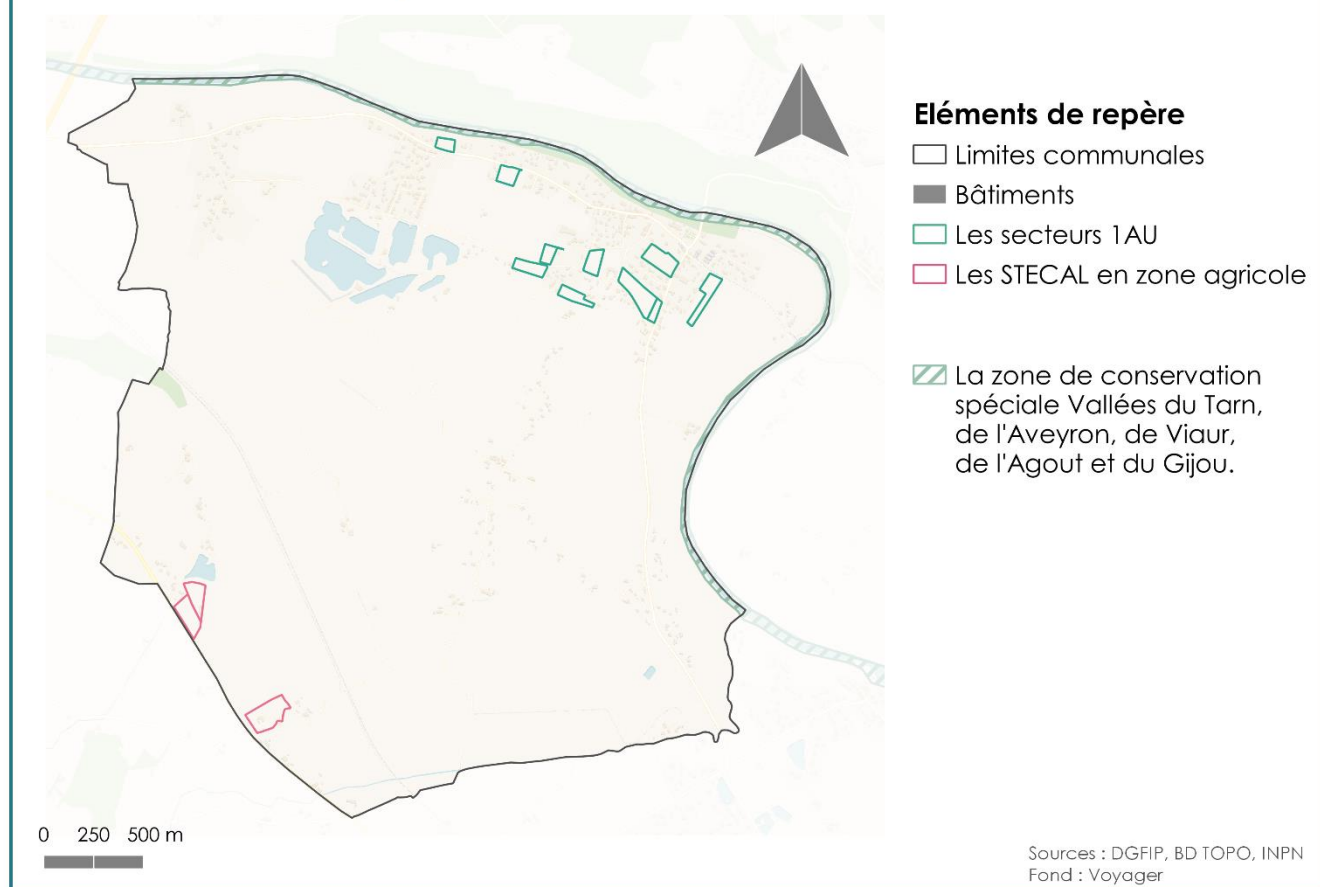 Eléments de repère
Limites communales
Bâtiments
Les secteurs 1AU
Les STECAL en zone agricole
La zone de conservation
spéciale Vallées du Tarn,
de l'Aveyron, de Viaur,
de l'Agout et du Gijou.
0 250 500 m
Sources : DGFIP, BD TOPO, INPN
Fond : Voyager